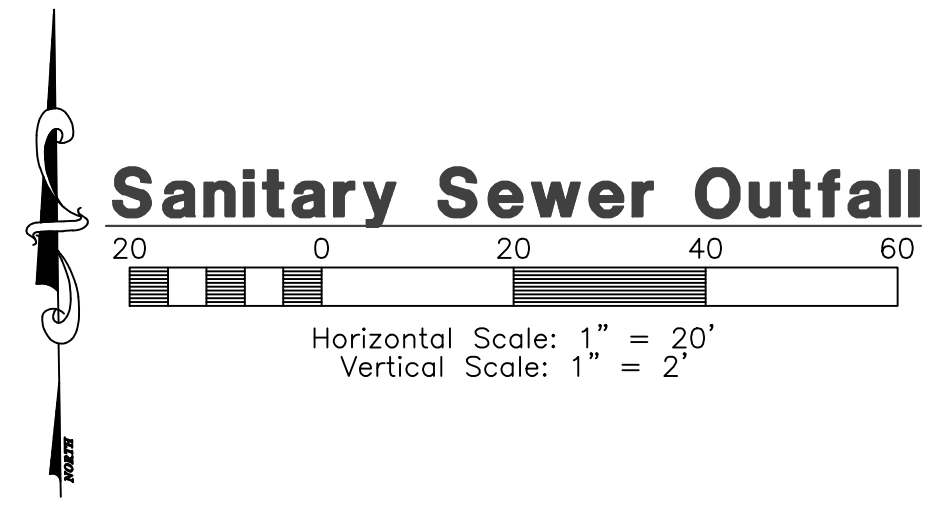 Sanitary Sewer Outfall
20 0 20 40 60
Horizontal Scale: 1” = 20’
Vertical Scale: 1” = 2’
NORTH